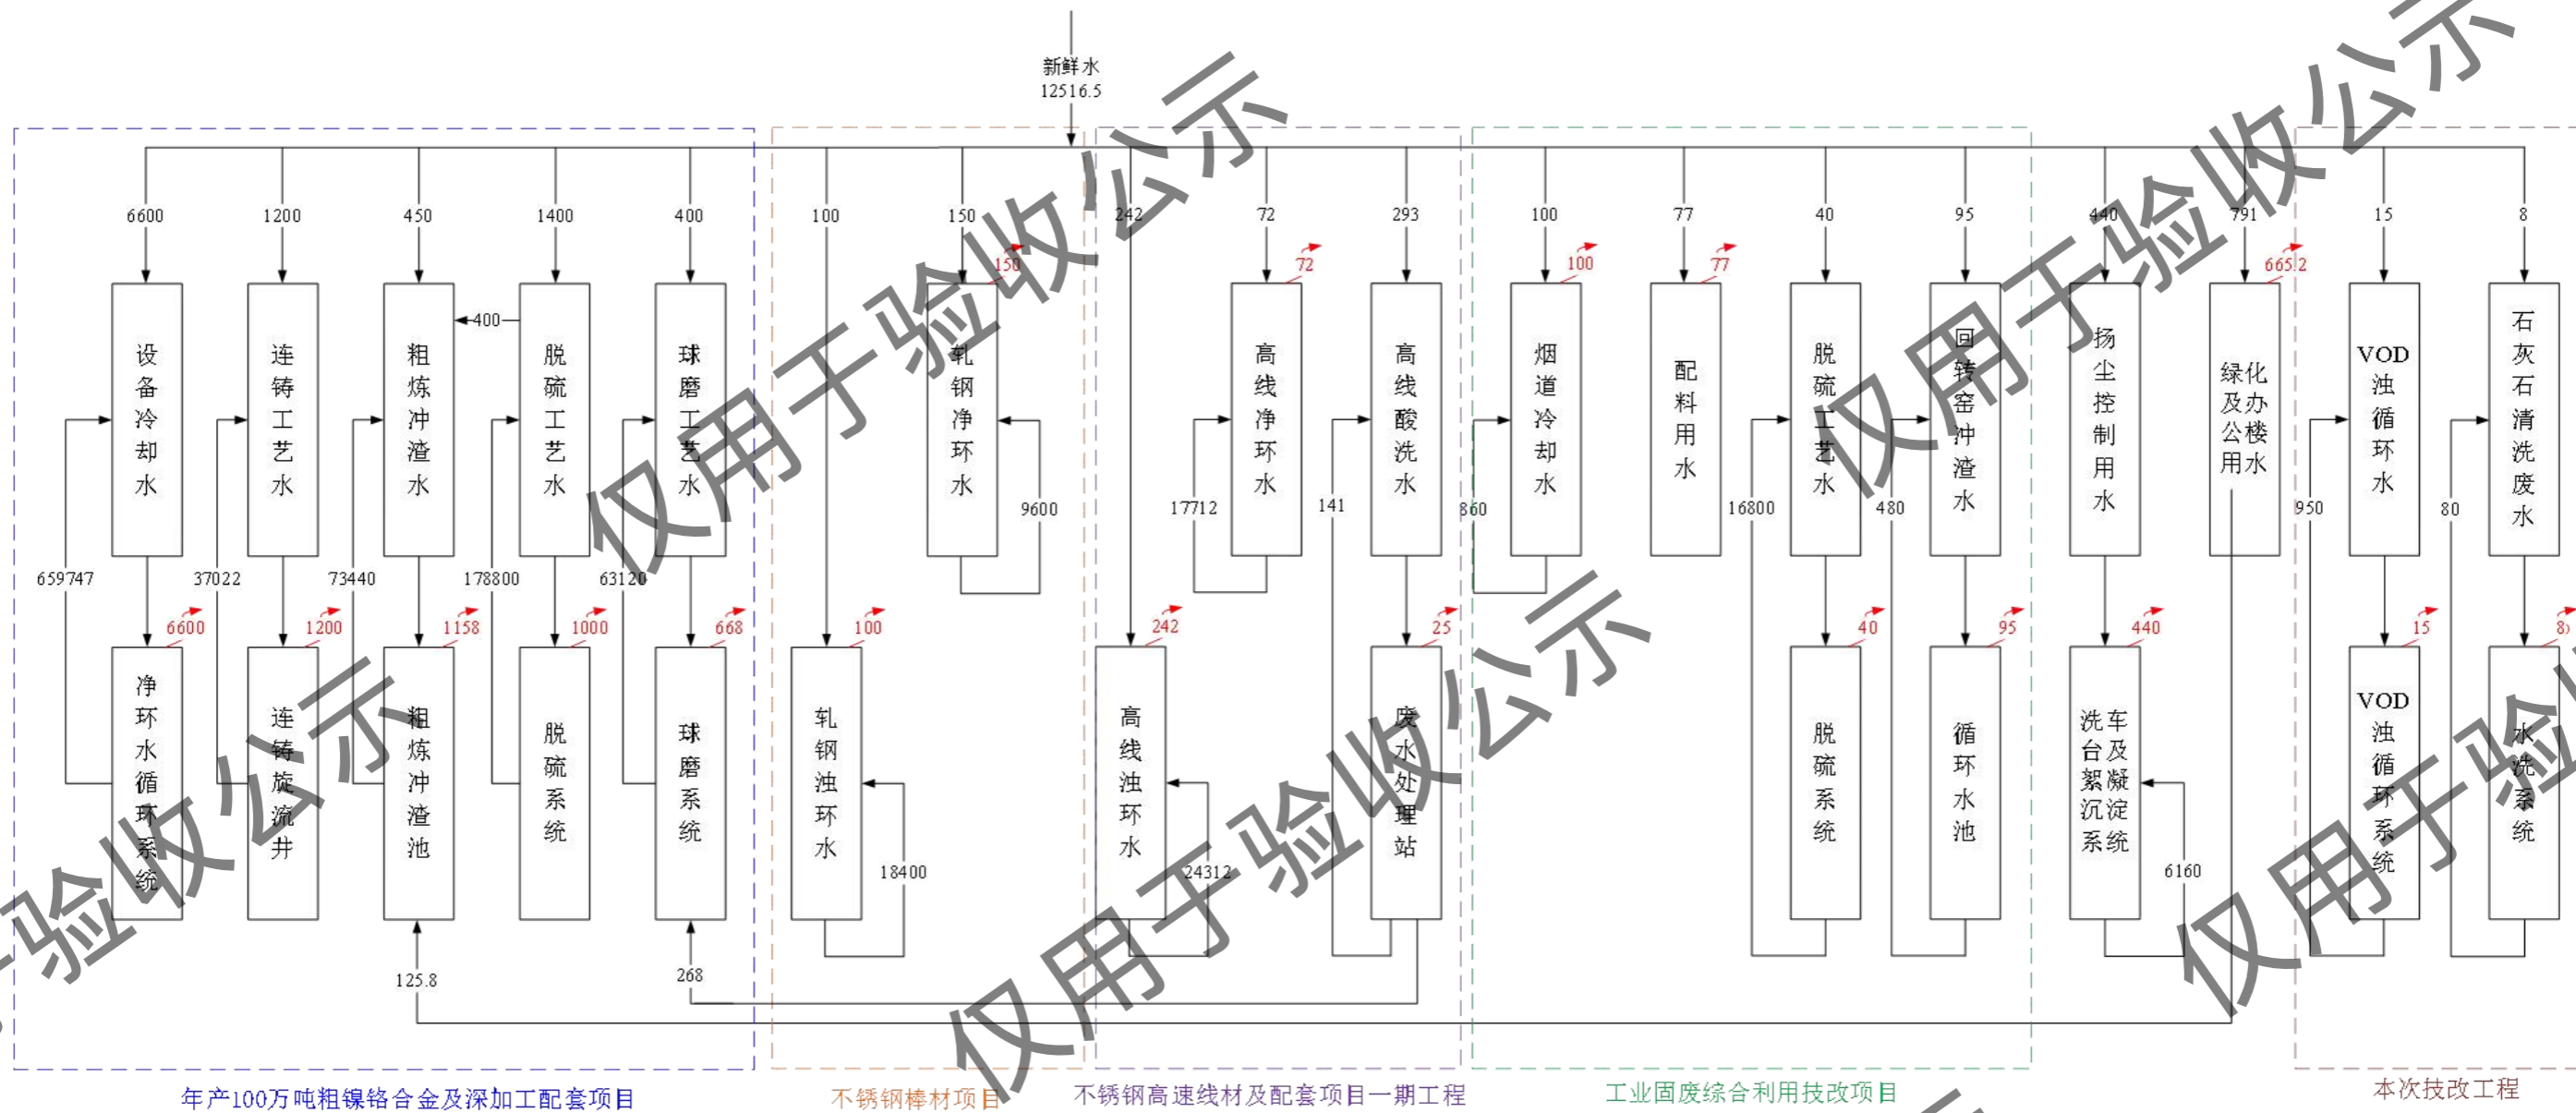 新鲜水
12516.5
6600
1200
450
1400
400
100
150
242
72
293
100
77
40
95
440
791
15
8
150
72
100
77
665.2
400
设备冷却水
连铸工艺水
粗炼冲渣水
脱硫工艺水
球磨工艺水
轧钢净环水
高线净环水
高线酸洗水
烟道冷却水
配料用水
脱硫工艺水
回转窑冲渣水
扬尘控制用水
绿化
及办
公楼
用水
VOD
浊循环水
石灰石清洗废水
659747
37022
73440
178800
63120
9600
17712
141
860
16800
480
950
80
6600
1200
1158
1000
668
100
242
25
40
95
440
15
8
净环水循环系统
连铸旋流井
粗炼冲渣池
脱硫系统
球磨系统
轧钢浊环水
高线浊环水
废水处理站
脱硫系统
循环水池
洗车
台及
絮凝
沉淀
系统
VOD
浊循环系统
水洗系统
18400
24312
6160
125.8
268
年产100万吨粗镍铬合金及深加工配套项目
不锈钢棒材项目
不锈钢高速线材及配套项目一期工程
工业固废综合利用技改项目
本次技改工程
仅用于验收公示
仅用于验收公示
于验收公示
仅用于验收公示
仅用于验